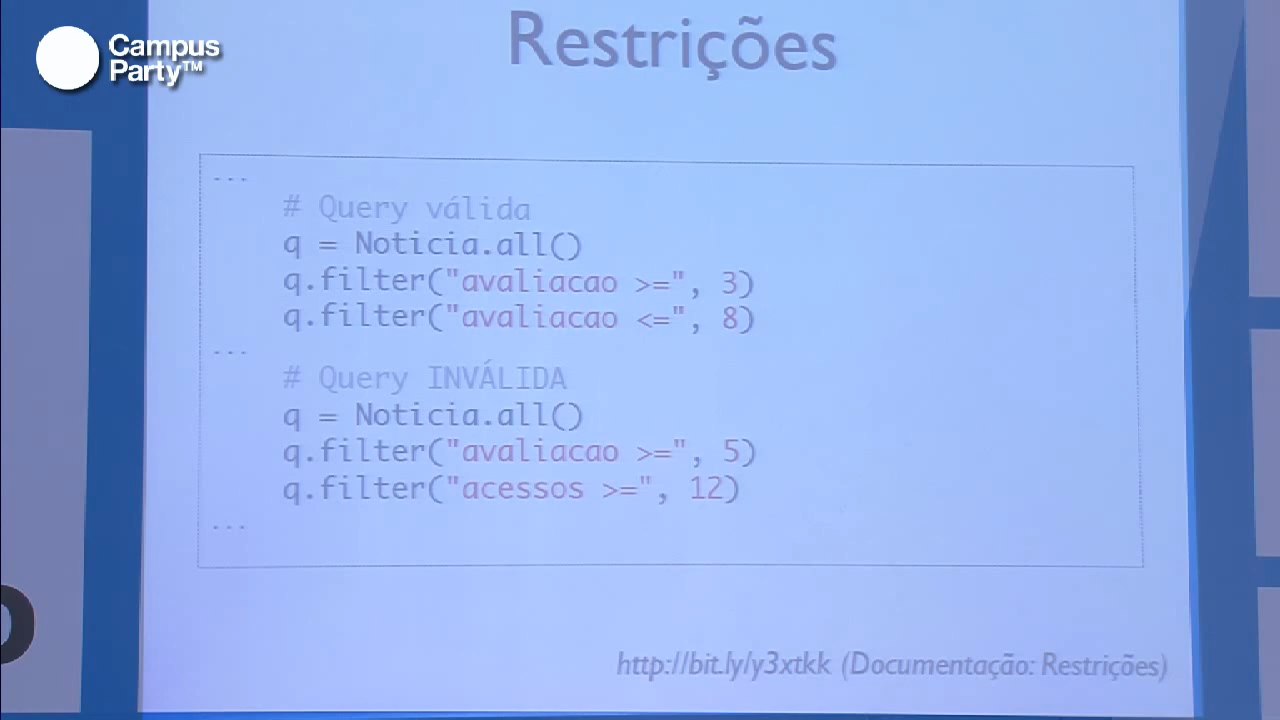 Campus
Party™
Restrições
...
# Query válida
q = Noticia.all()
q.filter("avaliacao >=", 3)
q.filter("avaliacao <=", 8)
...
# Query INVÁLIDA
q = Noticia.all()
q.filter("avaliacao >=", 5)
q.filter("acessos >=", 12)
...
http://bit.ly/y3xtkk (Documentação: Restrições)